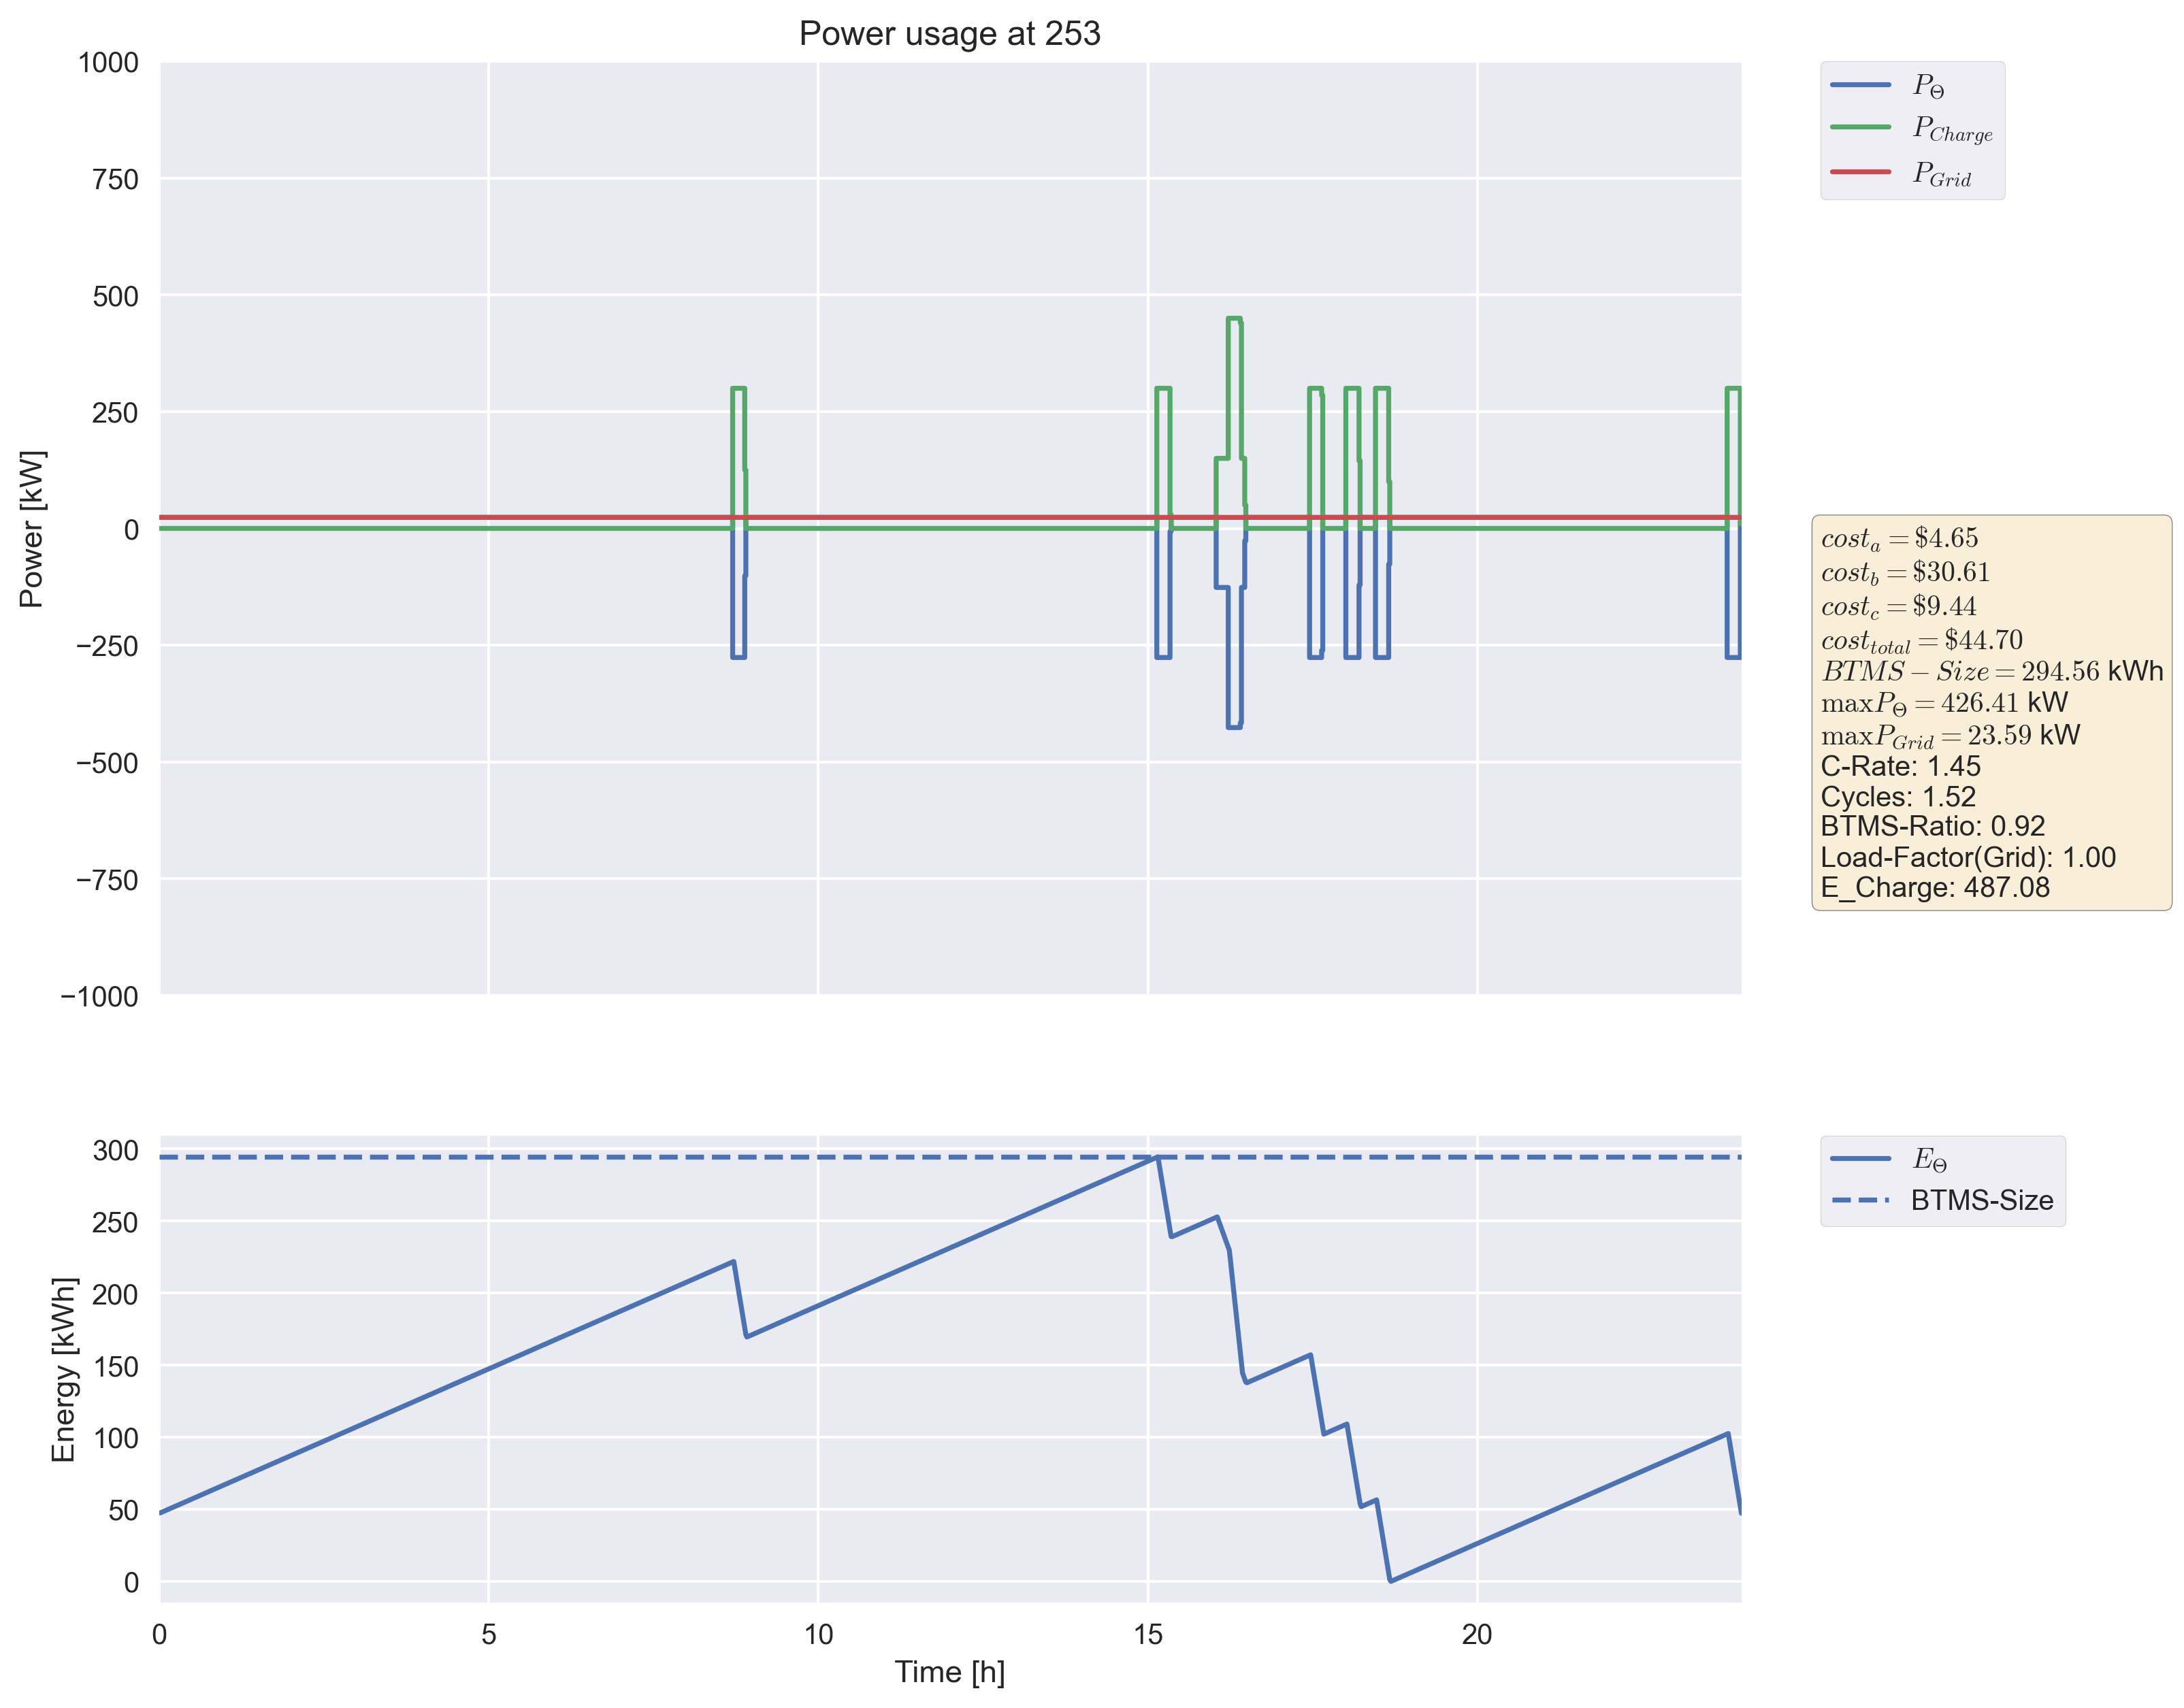 Power usage at 253
1000
750
500
250
0
−250
−500
−750
−1000
Power [kW]
P_Θ
P_Charge
P_Grid
cost_a = $4.65
cost_b = $30.61
cost_c = $9.44
cost_total = $44.70
BTMS − Size = 294.56 kWh
maxP_Θ = 426.41 kW
maxP_Grid = 23.59 kW
C-Rate: 1.45
Cycles: 1.52
BTMS-Ratio: 0.92
Load-Factor(Grid): 1.00
E_Charge: 487.08
300
250
200
150
100
50
0
Energy [kWh]
E_Θ
BTMS-Size
0 5 10 15 20
Time [h]